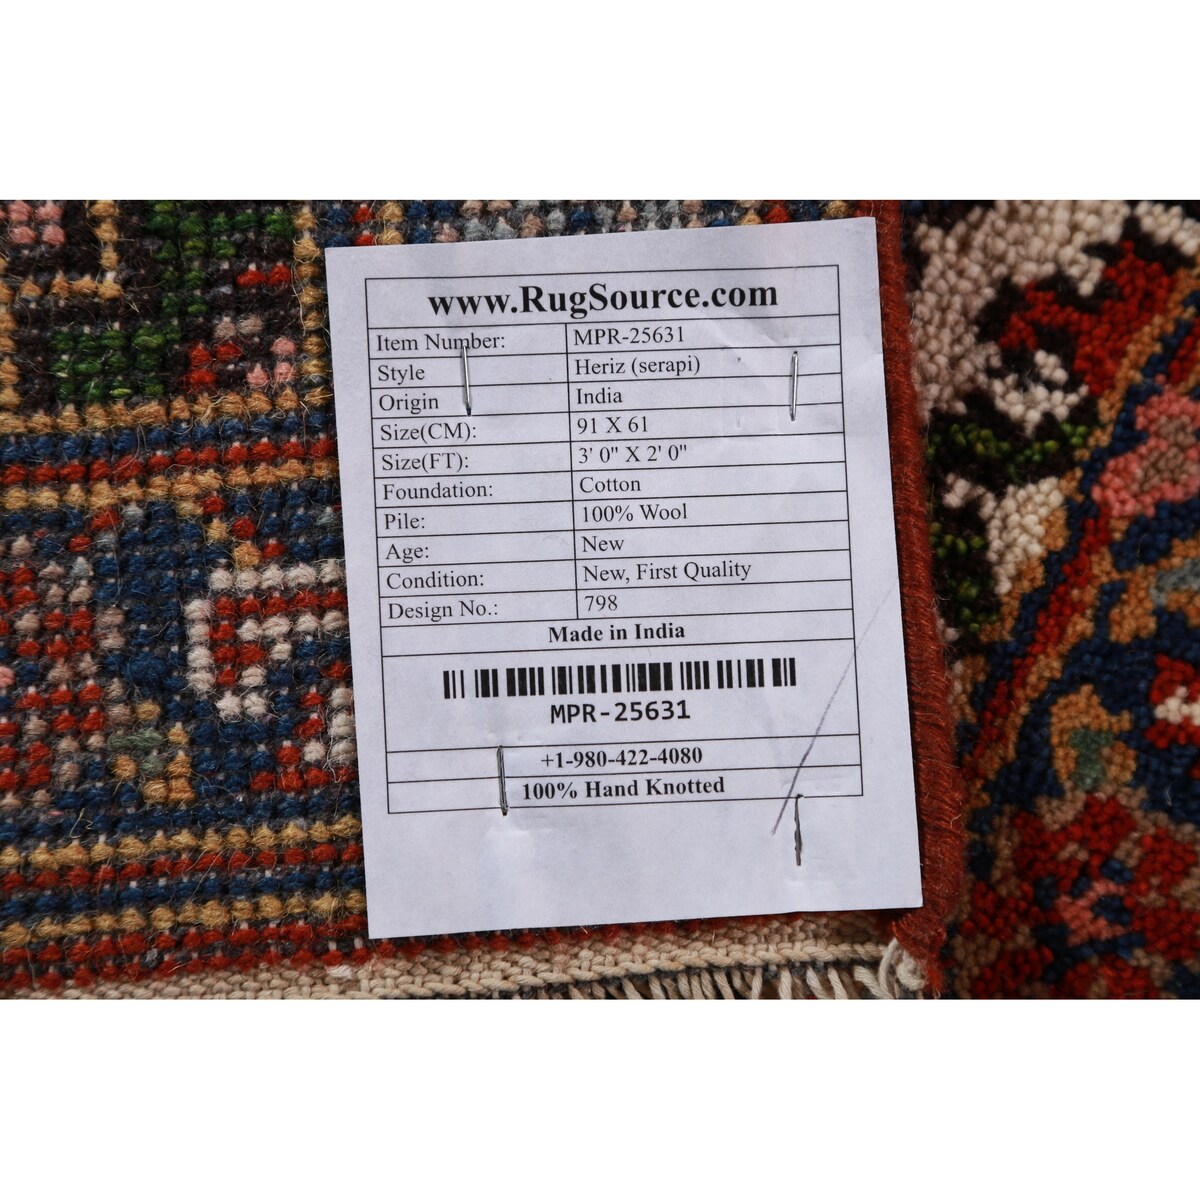 www.RugSource.com
Item Number: MPR-25631
Style Heriz (serapi)
Origin India
Size(CM): 91 X 61
Size(FT): 3' 0" X 2' 0"
Foundation: Cotton
Pile: 100% Wool
Age: New
Condition: New, First Quality
Design No.: 798
Made in India
MPR-25631
+1-980-422-4080
100% Hand Knotted